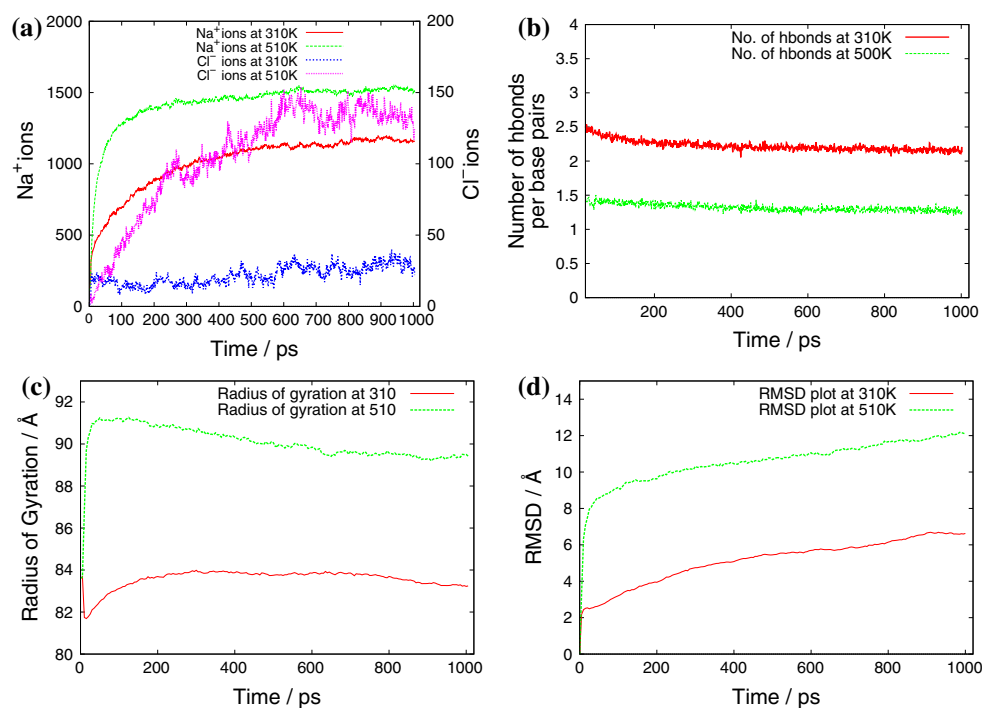 (a)
Na+ ions at 310K
Na+ ions at 510K
Cl− ions at 310K
Cl− ions at 510K
2000
1500
1000
500
0
200
150
100
50
0
Na+ ions
Cl− ions
0 100 200 300 400 500 600 700 800 900 1000
Time / ps
(b)
No. of hbonds at 310K
No. of hbonds at 500K
4
3.5
3
2.5
2
1.5
1
0.5
0
Number of hbonds
per base pairs
200 400 600 800 1000
Time / ps
(c)
Radius of gyration at 310
Radius of gyration at 510
92
90
88
86
84
82
80
Radius of Gyration / Å
0 200 400 600 800 1000
Time / ps
(d)
RMSD plot at 310K
RMSD plot at 510K
14
12
10
8
6
4
2
0
RMSD / Å
0 200 400 600 800 1000
Time / ps